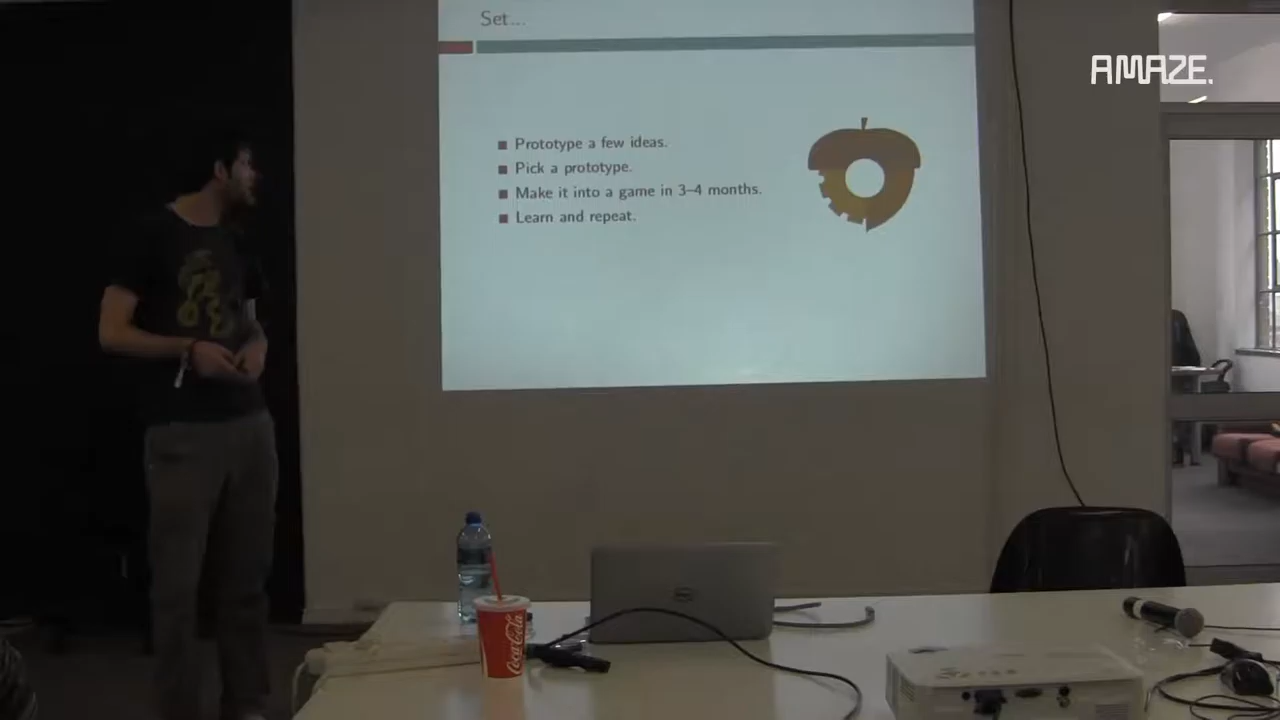 Set...
AMAZE.
Prototype a few ideas.
Pick a prototype.
Make it into a game in 3–4 months.
Learn and repeat.
DELL
Coca-Cola